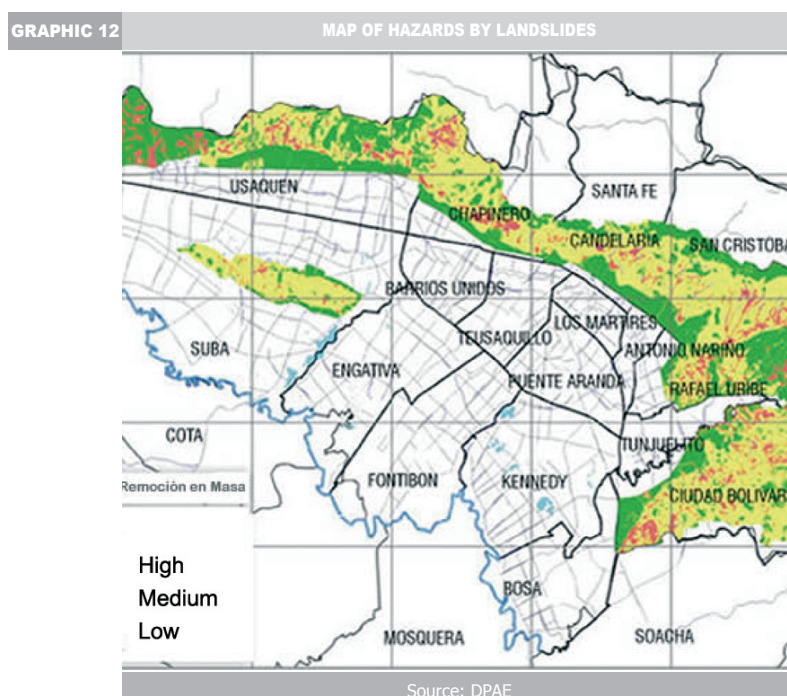 GRAPHIC 12
MAP OF HAZARDS BY LANDSLIDES
USAQUEN
SANTA FE
CHAPINERO
CANDELARIA
SAN CRISTOBA
BARRIOS UNIDOS
LOS MARTIRES
TEUSAQUILLO
SUBA
ANTONIO NARIÑO
ENGATIVA
PUENTE ARANDA
RAFAEL URIBE
COTA
TUNJUELITO
FONTIBON
KENNEDY
Remoción en Masa
CIUDAD BOLIVAR
High
Medium
Low
BOSA
MOSQUERA
SOACHA
Source: DPAE